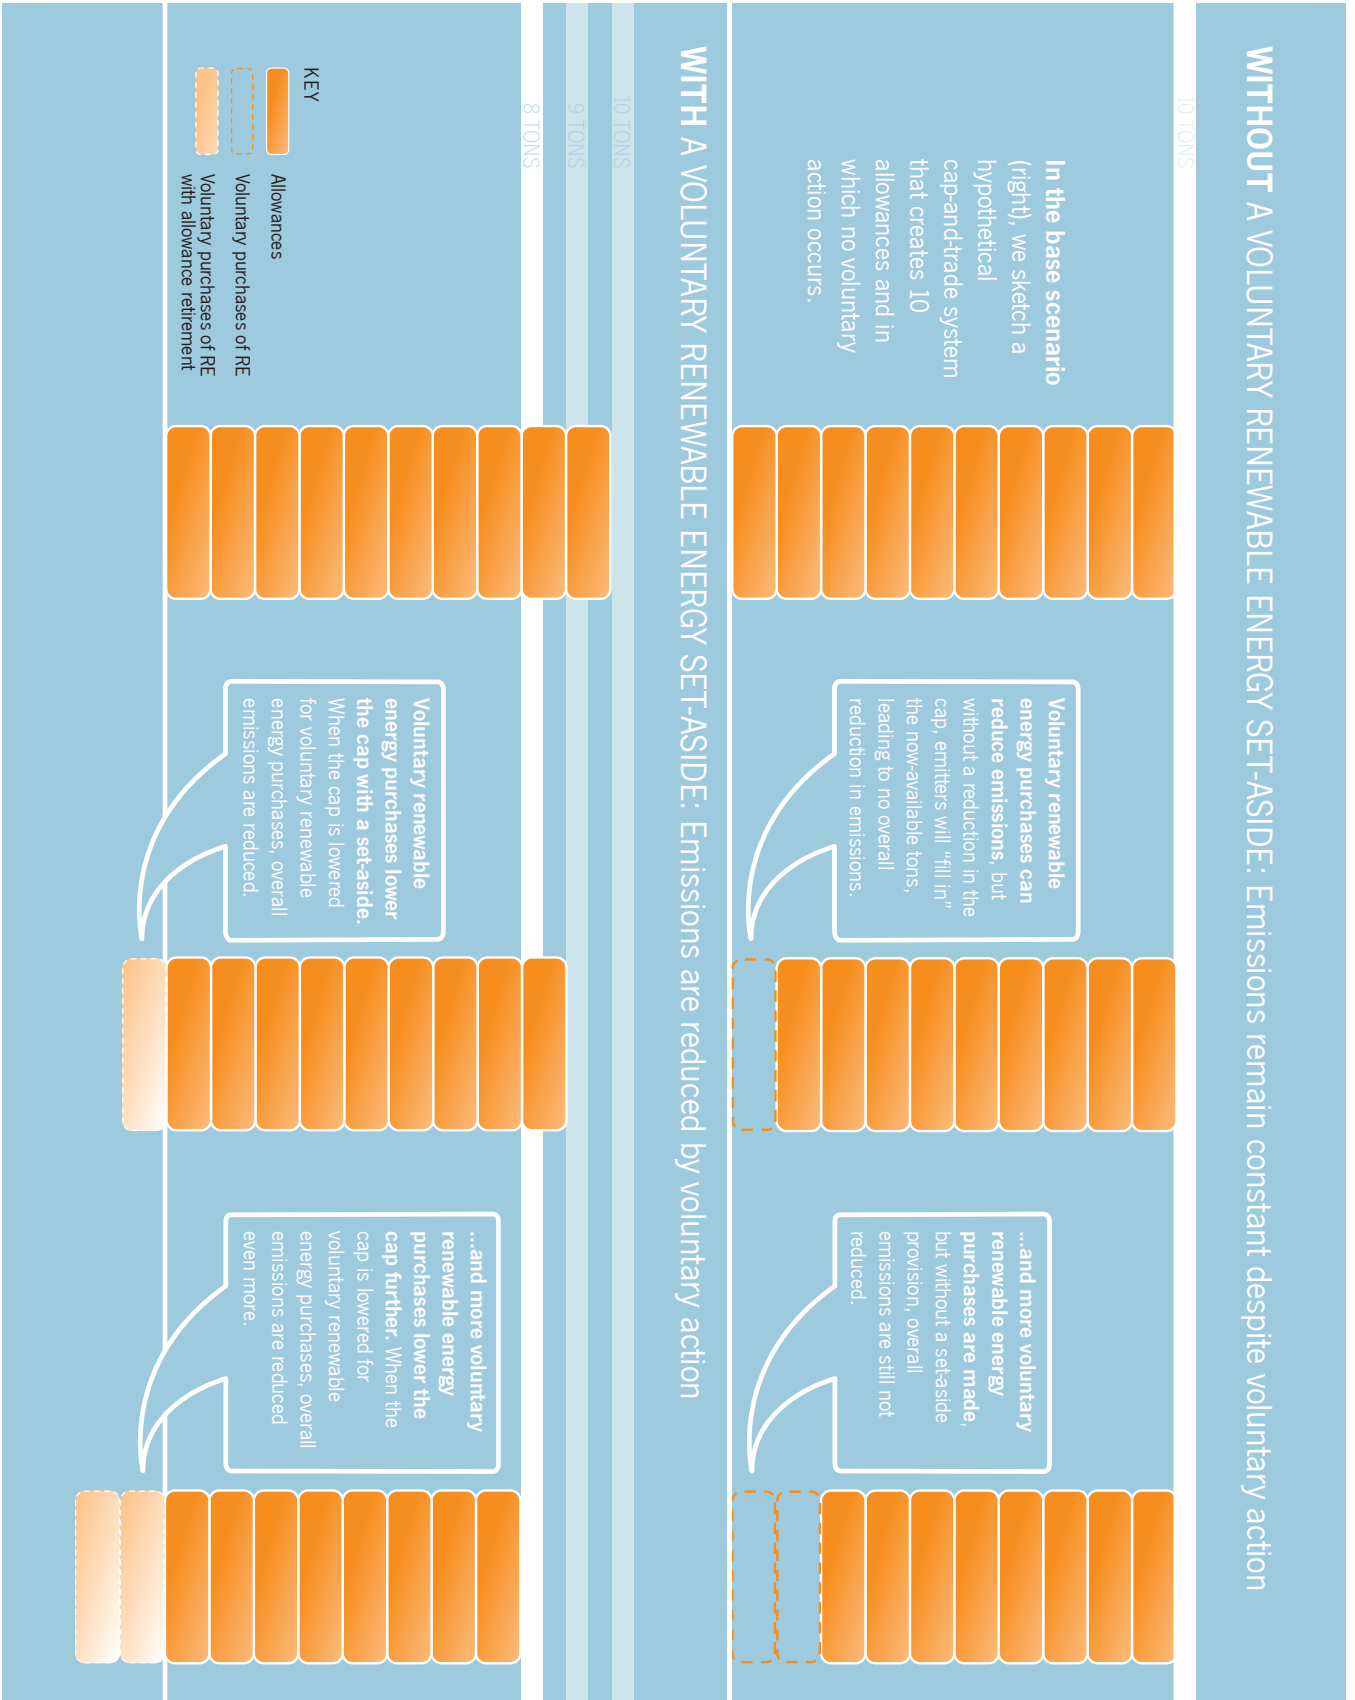 WITHOUT A VOLUNTARY RENEWABLE ENERGY SET-ASIDE: Emissions remain constant despite voluntary action
10 TONS
In the base scenario
(right), we sketch a
hypothetical
cap-and-trade system
that creates 10
allowances and in
which no voluntary
action occurs.
Voluntary renewable
energy purchases can
reduce emissions, but
without a reduction in the
cap, emitters will “fill in”
the now-available tons,
leading to no overall
reduction in emissions.
...and more voluntary
renewable energy
purchases are made,
but without a set-aside
provision, overall
emissions are still not
reduced.
WITH A VOLUNTARY RENEWABLE ENERGY SET-ASIDE: Emissions are reduced by voluntary action
10 TONS
9 TONS
8 TONS
Voluntary renewable
energy purchases lower
the cap with a set-aside.
When the cap is lowered
for voluntary renewable
energy purchases, overall
emissions are reduced.
...and more voluntary
renewable energy
purchases lower the
cap further. When the
cap is lowered for
voluntary renewable
energy purchases, overall
emissions are reduced
even more.
KEY
Allowances
Voluntary purchases of RE
Voluntary purchases of RE
with allowance retirement